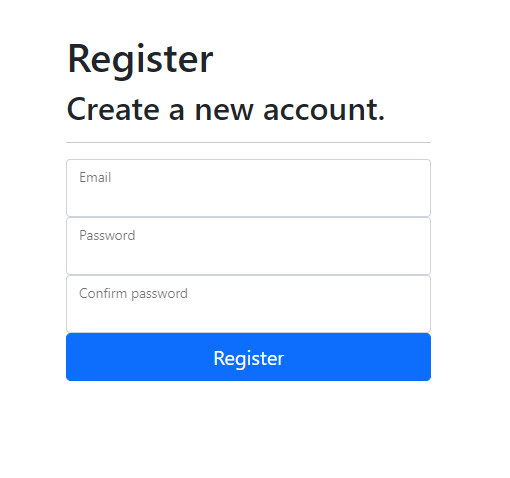 Register
Create a new account.
Email
Password
Confirm password
Register